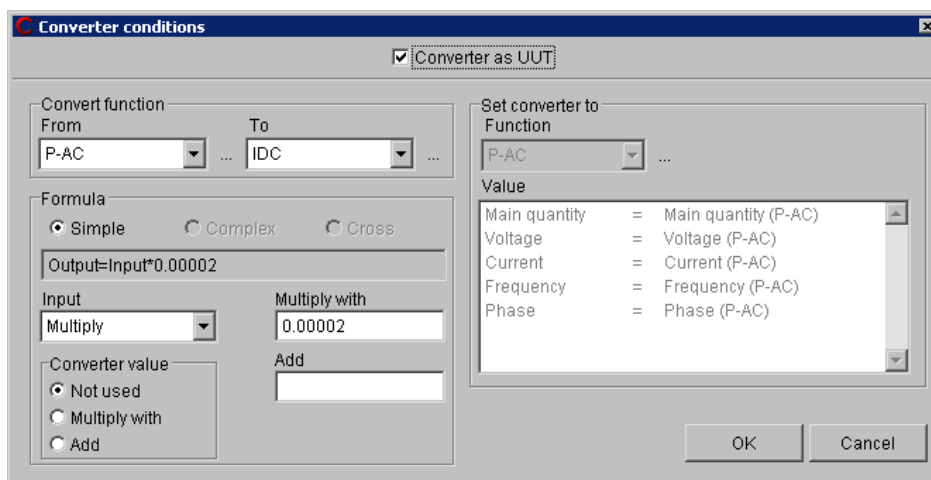 Converter conditions
Converter as UUT
Convert function
From To
P-AC ... IDC ...
Formula
Simple Complex Cross
Output=Input*0.00002
Input Multiply with
Multiply 0.00002
Converter value Add
Not used
Multiply with
Add
Set converter to
Function
P-AC ...
Value
Main quantity = Main quantity (P-AC)
Voltage = Voltage (P-AC)
Current = Current (P-AC)
Frequency = Frequency (P-AC)
Phase = Phase (P-AC)
OK Cancel